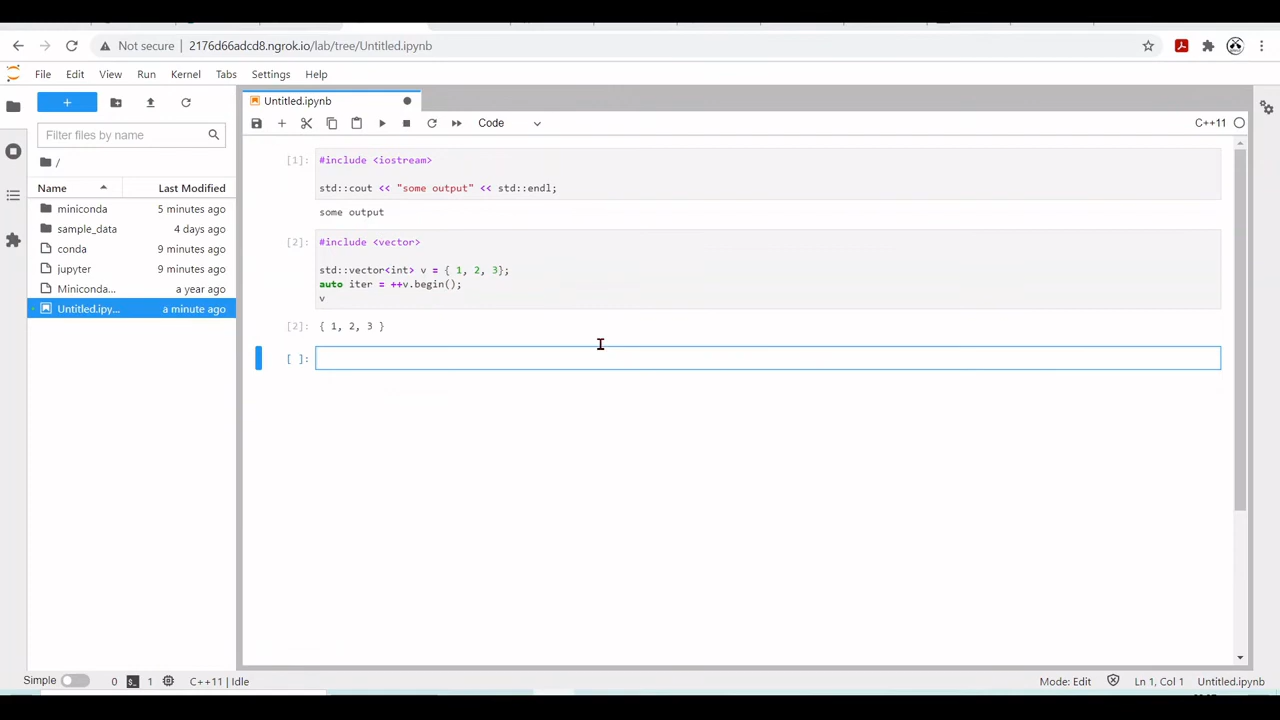 Not secure | 2176d66adcd8.ngrok.io/lab/tree/Untitled.ipynb
File Edit View Run Kernel Tabs Settings Help
+
Untitled.ipynb
Filter files by name
Code
C++11
/
Name Last Modified
miniconda 5 minutes ago
sample_data 4 days ago
conda 9 minutes ago
jupyter 9 minutes ago
Miniconda... a year ago
Untitled.ipy... a minute ago
[1]: #include <iostream>
std::cout << "some output" << std::endl;
some output
[2]: #include <vector>
std::vector<int> v = { 1, 2, 3};
auto iter = ++v.begin();
v
[2]: { 1, 2, 3 }
[ ]:
Simple 0 1 C++11 | Idle Mode: Edit Ln 1, Col 1 Untitled.ipynb